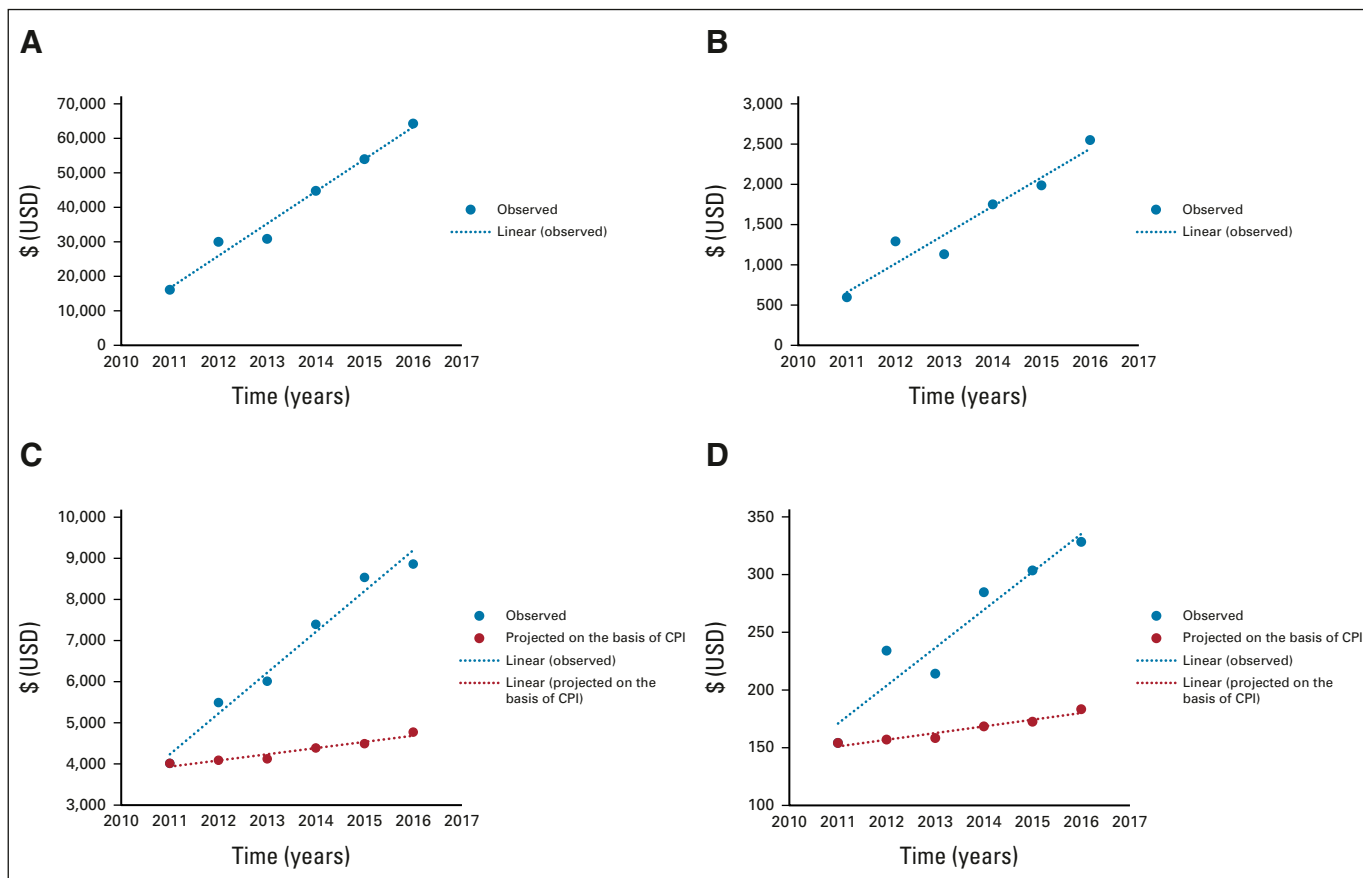 A
70,000
60,000
50,000
40,000
30,000
20,000
10,000
0
$ (USD)
2010 2011 2012 2013 2014 2015 2016 2017
Time (years)
Observed
Linear (observed)
B
3,000
2,500
2,000
1,500
1,000
500
0
$ (USD)
2010 2011 2012 2013 2014 2015 2016 2017
Time (years)
Observed
Linear (observed)
C
10,000
9,000
8,000
7,000
6,000
5,000
4,000
3,000
$ (USD)
2010 2011 2012 2013 2014 2015 2016 2017
Time (years)
Observed
Projected on the basis of CPI
Linear (observed)
Linear (projected on the
basis of CPI)
D
350
300
250
200
150
100
$ (USD)
2010 2011 2012 2013 2014 2015 2016 2017
Time (years)
Observed
Projected on the basis of CPI
Linear (observed)
Linear (projected on the
basis of CPI)